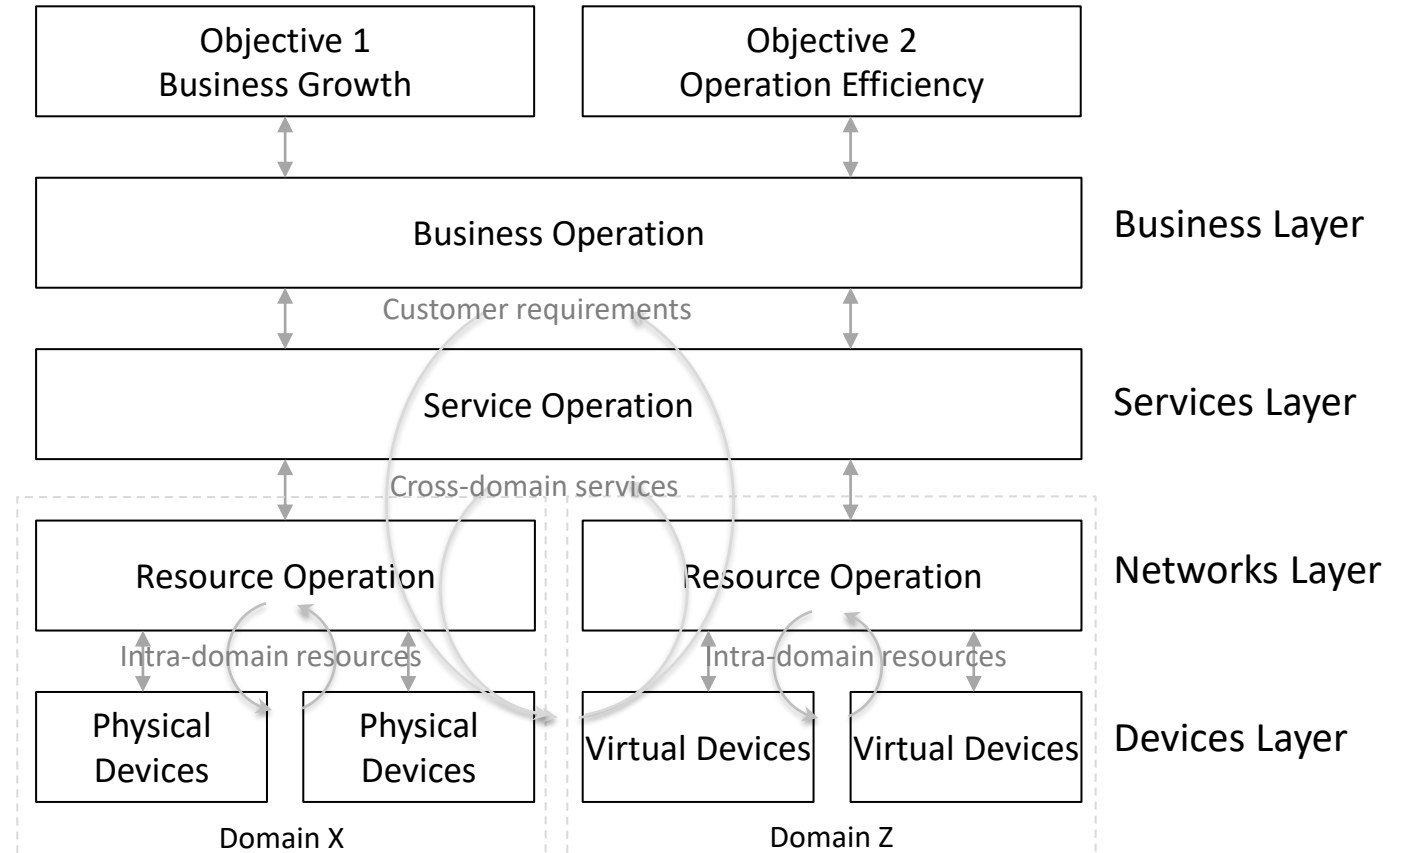 Objective 1
Business Growth
Objective 2
Operation Efficiency
Business Operation
Business Layer
Customer requirements
Service Operation
Services Layer
Cross-domain services
Resource Operation
Resource Operation
Networks Layer
Intra-domain resources
Intra-domain resources
Physical
Devices
Physical
Devices
Virtual Devices
Virtual Devices
Devices Layer
Domain X
Domain Z